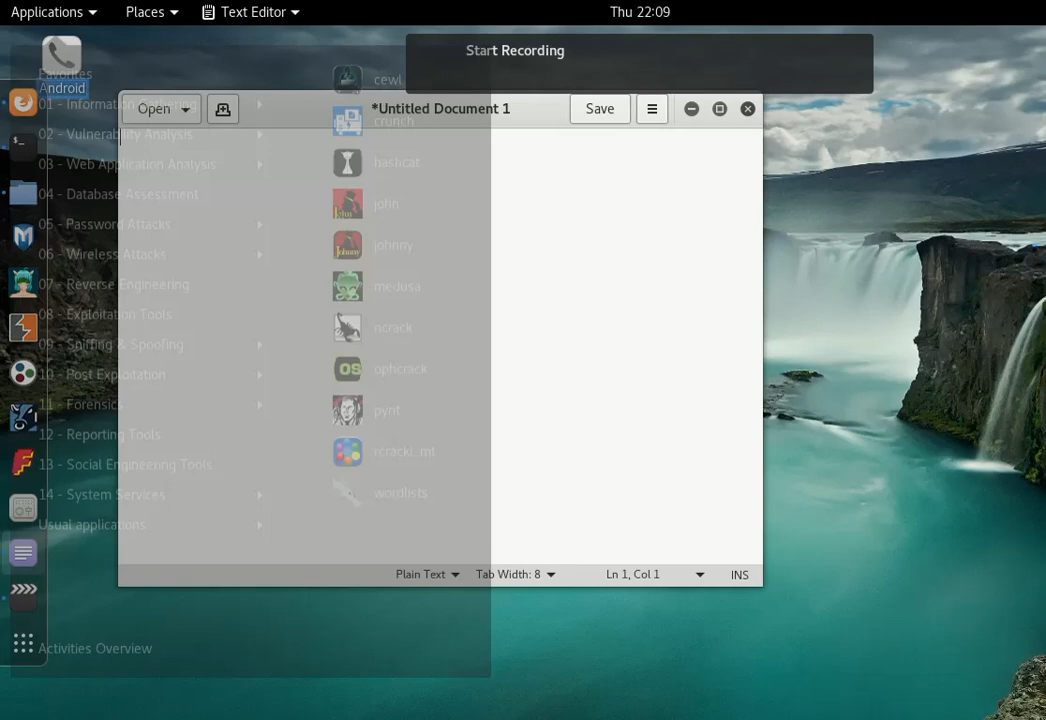 Applications Places Text Editor Thu 22:09
Start Recording
Favorites
Android
01 - Information Gathering
02 - Vulnerability Analysis
03 - Web Application Analysis
04 - Database Assessment
05 - Password Attacks
06 - Wireless Attacks
07 - Reverse Engineering
08 - Exploitation Tools
09 - Sniffing & Spoofing
10 - Post Exploitation
11 - Forensics
12 - Reporting Tools
13 - Social Engineering Tools
14 - System Services
Usual applications
Activities Overview
cewl
crunch
hashcat
john
johnny
medusa
ncrack
ophcrack
pyrit
rcracki_mt
wordlists
Open *Untitled Document 1 Save
Plain Text Tab Width: 8 Ln 1, Col 1 INS